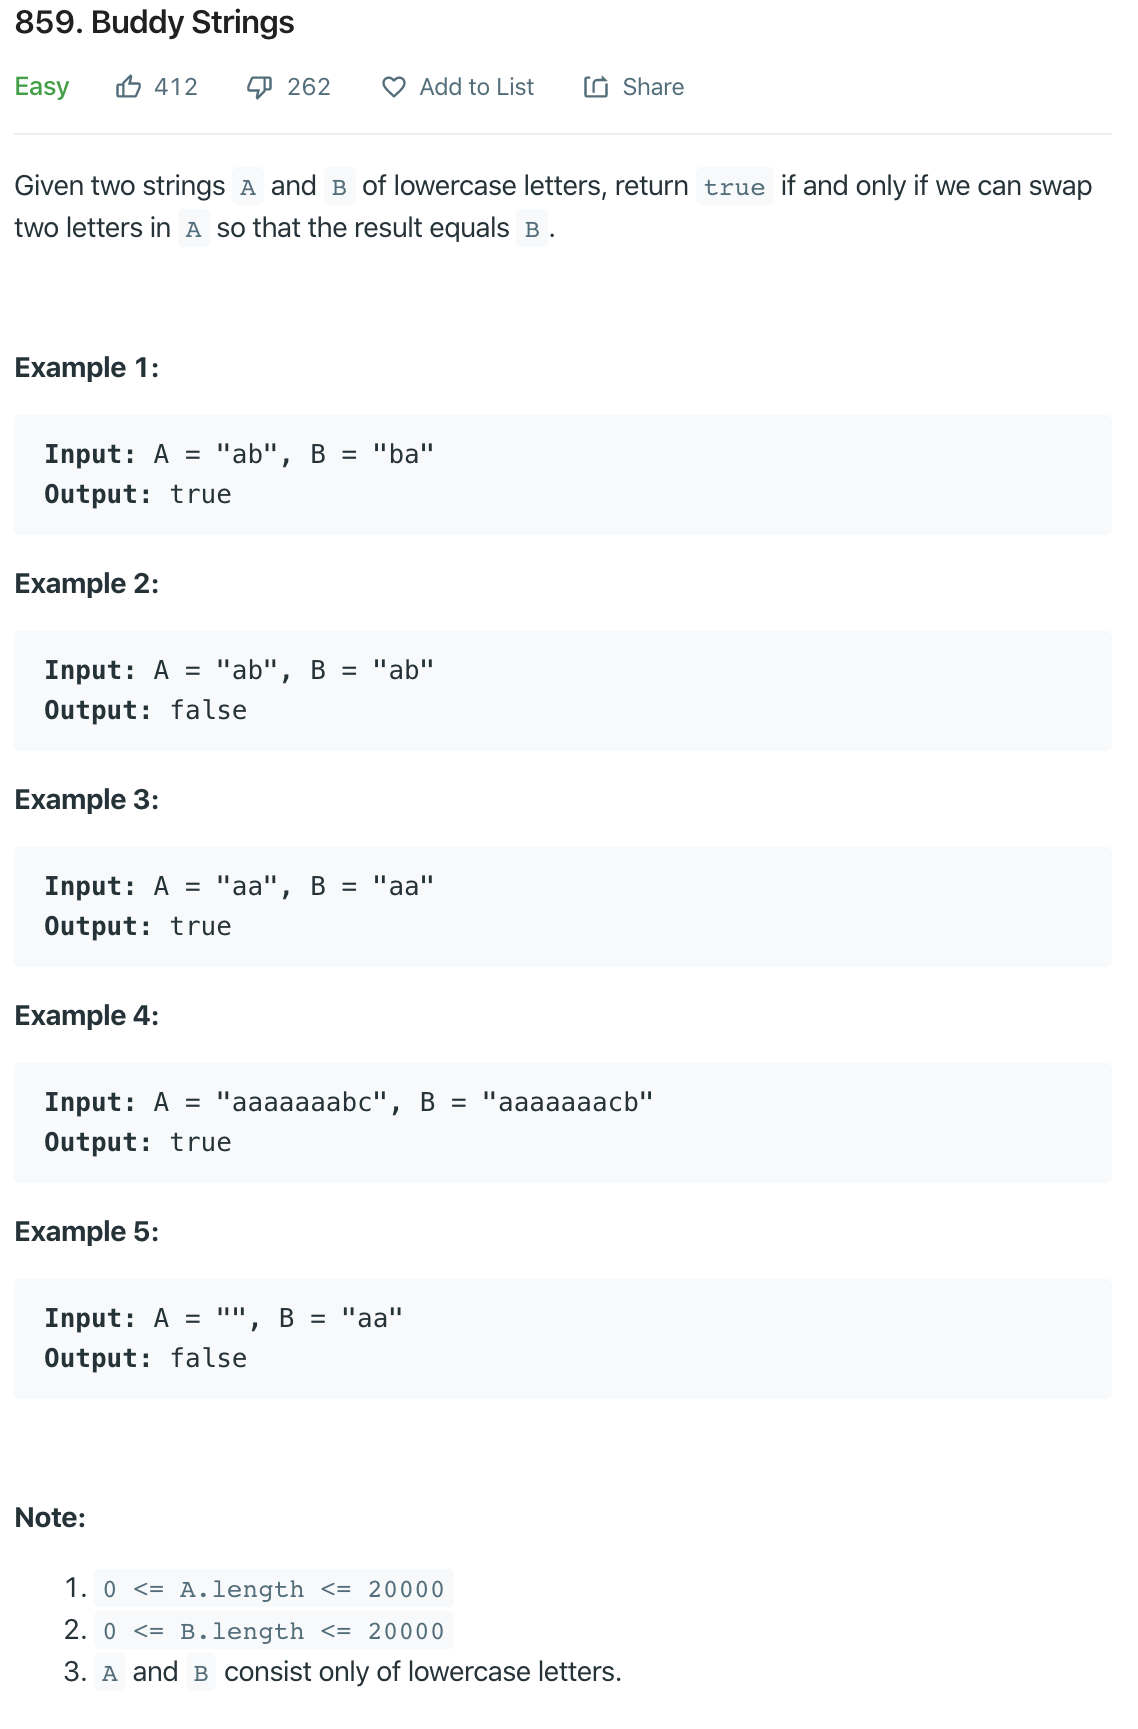 859. Buddy Strings
Easy 412 262 Add to List Share
Given two strings A and B of lowercase letters, return true if and only if we can swap
two letters in A so that the result equals B.
Example 1:
Input: A = "ab", B = "ba"
Output: true
Example 2:
Input: A = "ab", B = "ab"
Output: false
Example 3:
Input: A = "aa", B = "aa"
Output: true
Example 4:
Input: A = "aaaaaaabc", B = "aaaaaaacb"
Output: true
Example 5:
Input: A = "", B = "aa"
Output: false
Note:
1. 0 <= A.length <= 20000
2. 0 <= B.length <= 20000
3. A and B consist only of lowercase letters.